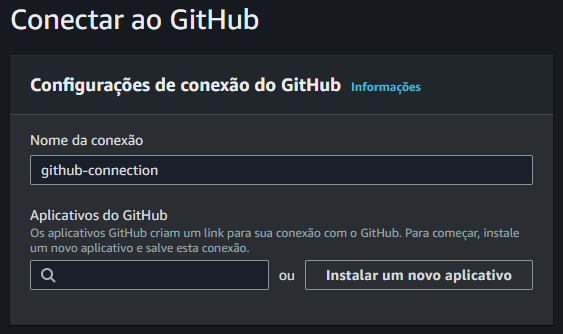 Conectar ao GitHub
Configurações de conexão do GitHub Informações
Nome da conexão
github-connection
Aplicativos do GitHub
Os aplicativos GitHub criam um link para sua conexão com o GitHub. Para começar, instale
um novo aplicativo e salve esta conexão.
ou Instalar um novo aplicativo